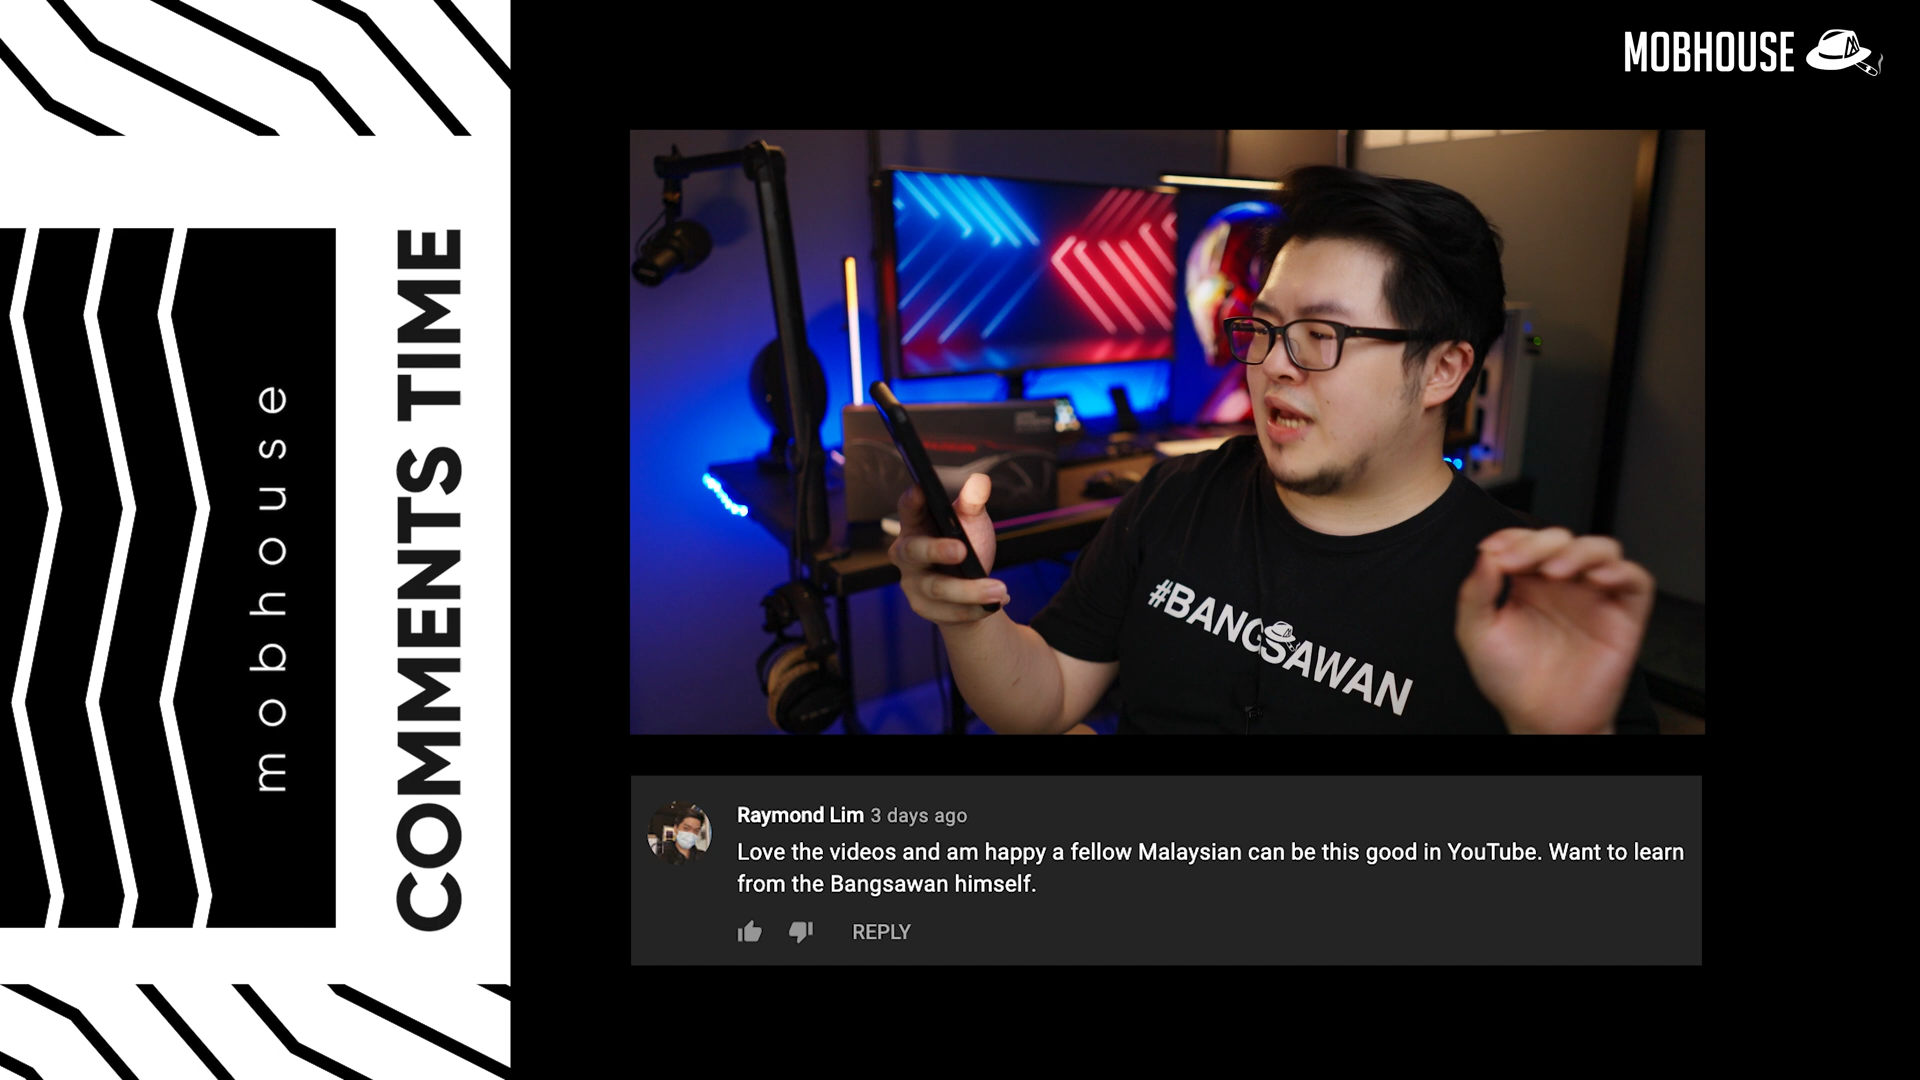 MOBHOUSE
mobhouse
COMMENTS TIME
#BANGSAWAN
Raymond Lim 3 days ago
Love the videos and am happy a fellow Malaysian can be this good in YouTube. Want to learn
from the Bangsawan himself.
REPLY